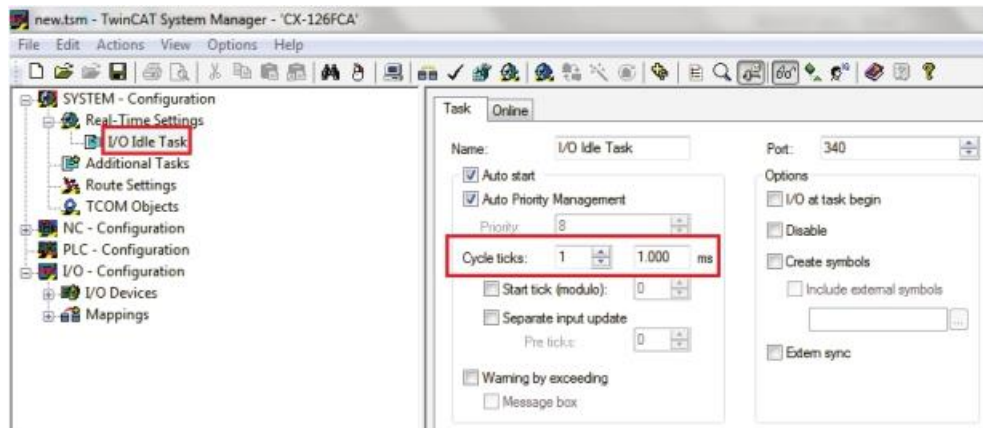 new.tsm - TwinCAT System Manager - 'CX-126FCA'
File Edit Actions View Options Help
SYSTEM - Configuration
Real-Time Settings
I/O Idle Task
Additional Tasks
Route Settings
TCOM Objects
NC - Configuration
PLC - Configuration
I/O - Configuration
I/O Devices
Mappings
Task Online
Name: I/O Idle Task Port: 340
Auto start Options
Auto Priority Management I/O at task begin
Priority: 8 Disable
Cycle ticks: 1 1.000 ms Create symbols
Start tick (modulo): 0 Include external symbols
Separate input update ...
Pre ticks: 0 Extern sync
Warning by exceeding
Message box